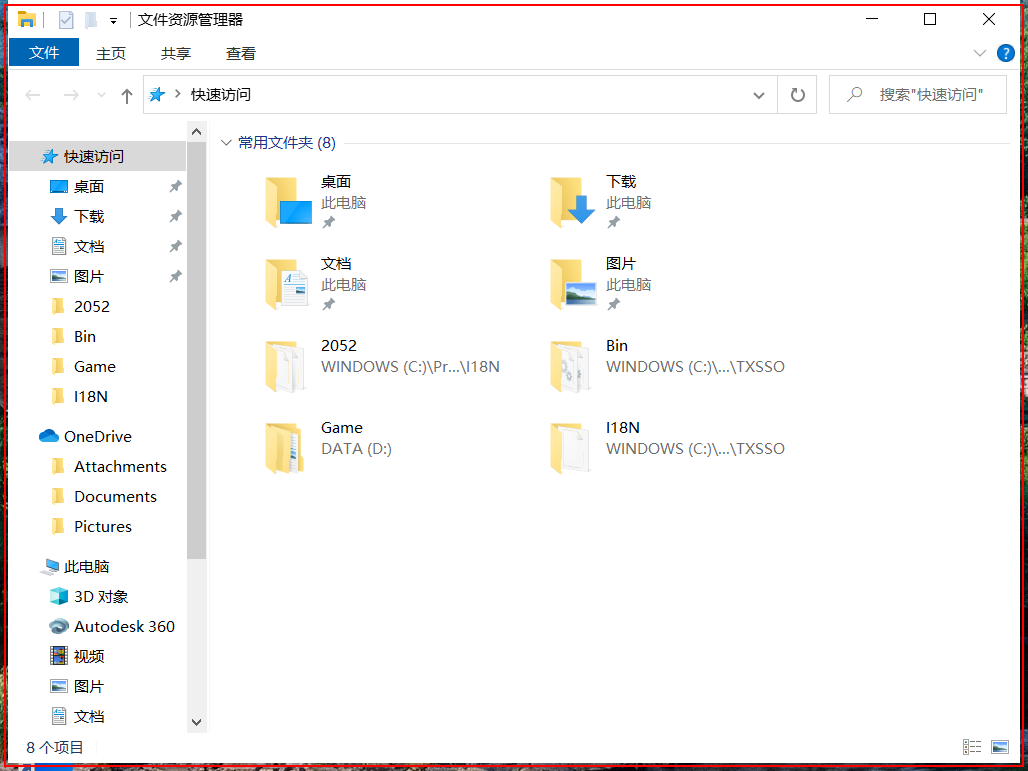 文件资源管理器
文件 主页 共享 查看
快速访问
搜索"快速访问"
快速访问
桌面
下载
文档
图片
2052
Bin
Game
I18N
OneDrive
Attachments
Documents
Pictures
此电脑
3D 对象
Autodesk 360
视频
图片
文档
常用文件夹 (8)
桌面
此电脑
下载
此电脑
文档
此电脑
图片
此电脑
2052
WINDOWS (C:)\Pr...\I18N
Bin
WINDOWS (C:)\...\TXSSO
Game
DATA (D:)
I18N
WINDOWS (C:)\...\TXSSO
8 个项目